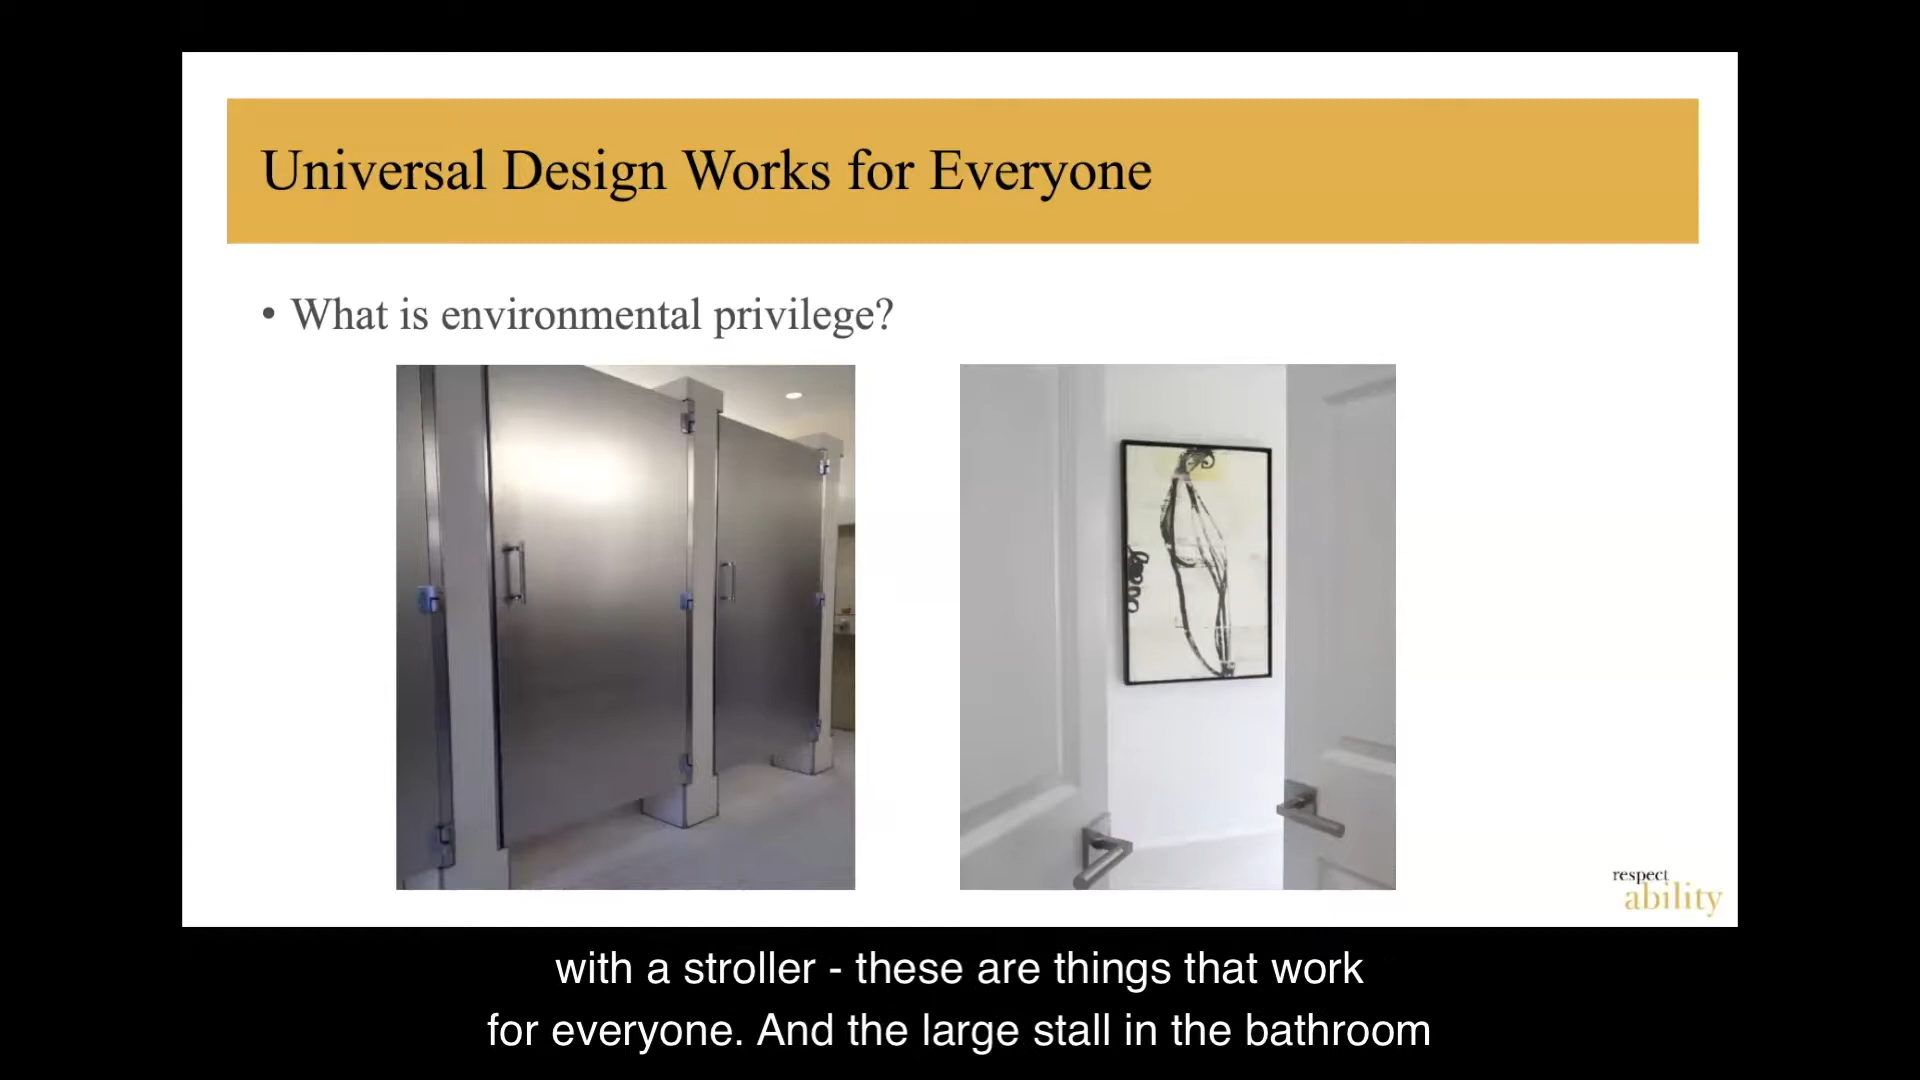 Universal Design Works for Everyone
• What is environmental privilege?
respect
ability
with a stroller - these are things that work
for everyone. And the large stall in the bathroom